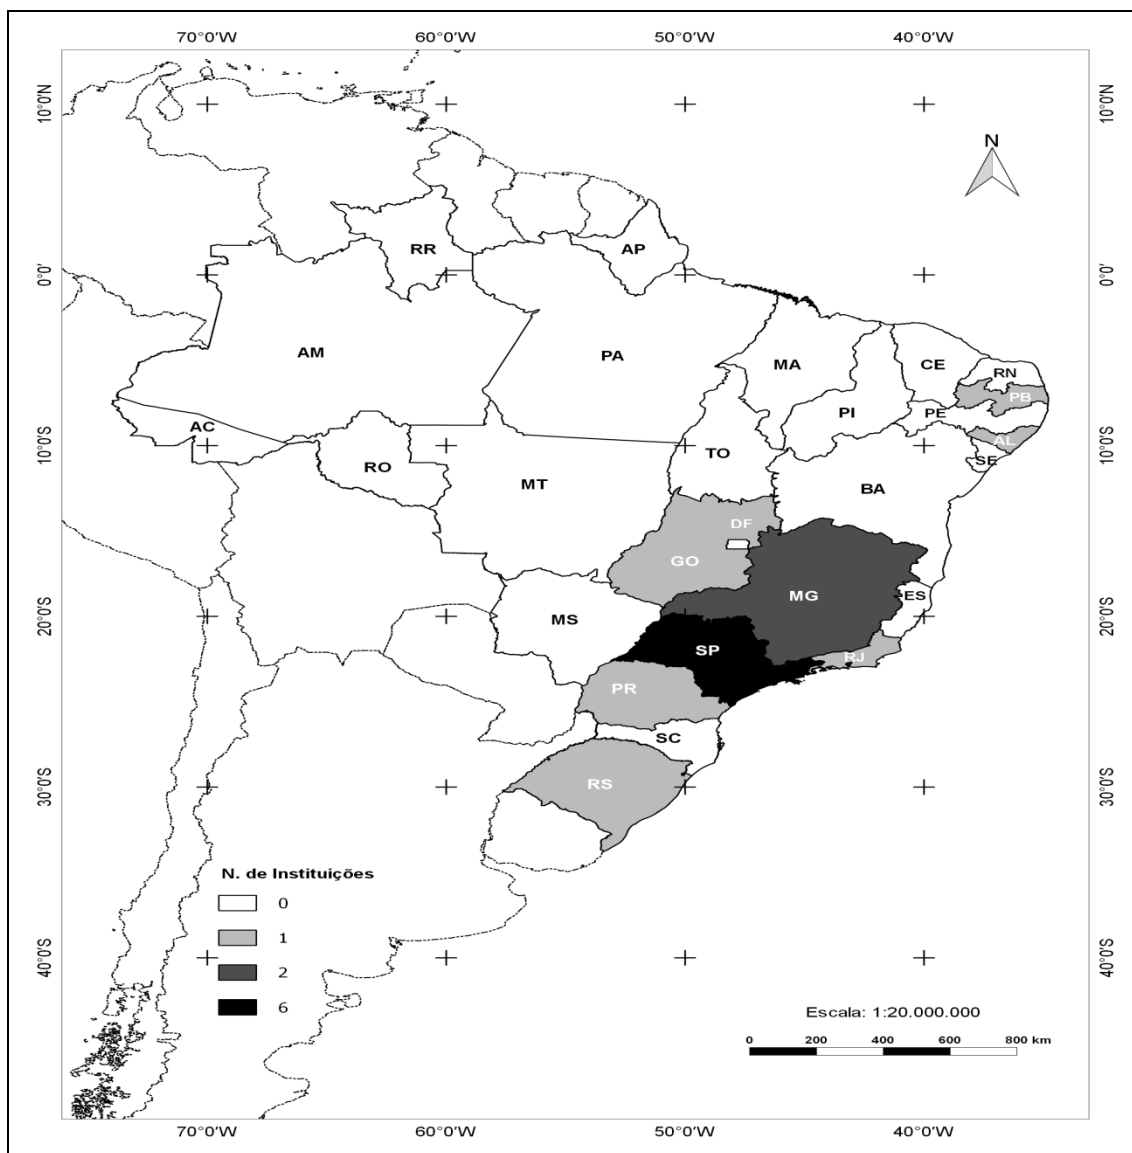 70°0'W 60°0'W 50°0'W 40°0'W
10°0'N 10°0'N
N
RR AP
0°0' 0°0'
AM PA MA CE RN
PB
PI PE
AC AL
10°0'S 10°0'S
RO TO SE
MT BA
DF
GO
MG ES
20°0'S 20°0'S
MS SP
RJ
PR
SC
RS
30°0'S 30°0'S
N. de Instituições
0
1
2
6
40°0'S 40°0'S
Escala: 1:20.000.000
0 200 400 600 800 km
70°0'W 60°0'W 50°0'W 40°0'W